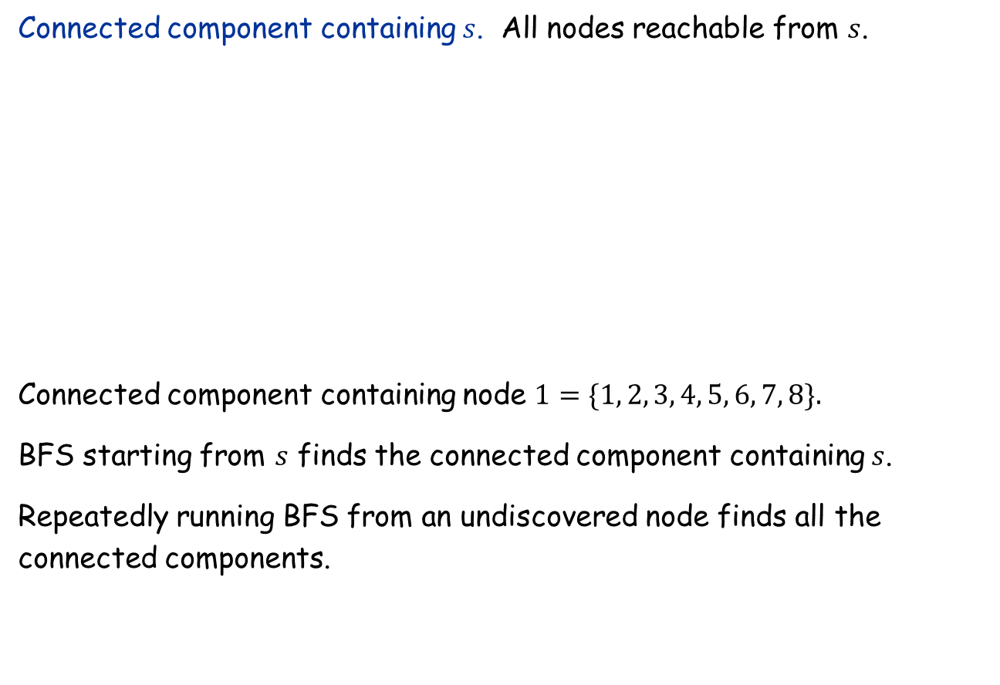 Connected component containing s. All nodes reachable from s.
Connected component containing node 1 = {1, 2, 3, 4, 5, 6, 7, 8}.
BFS starting from s finds the connected component containing s.
Repeatedly running BFS from an undiscovered node finds all the
connected components.